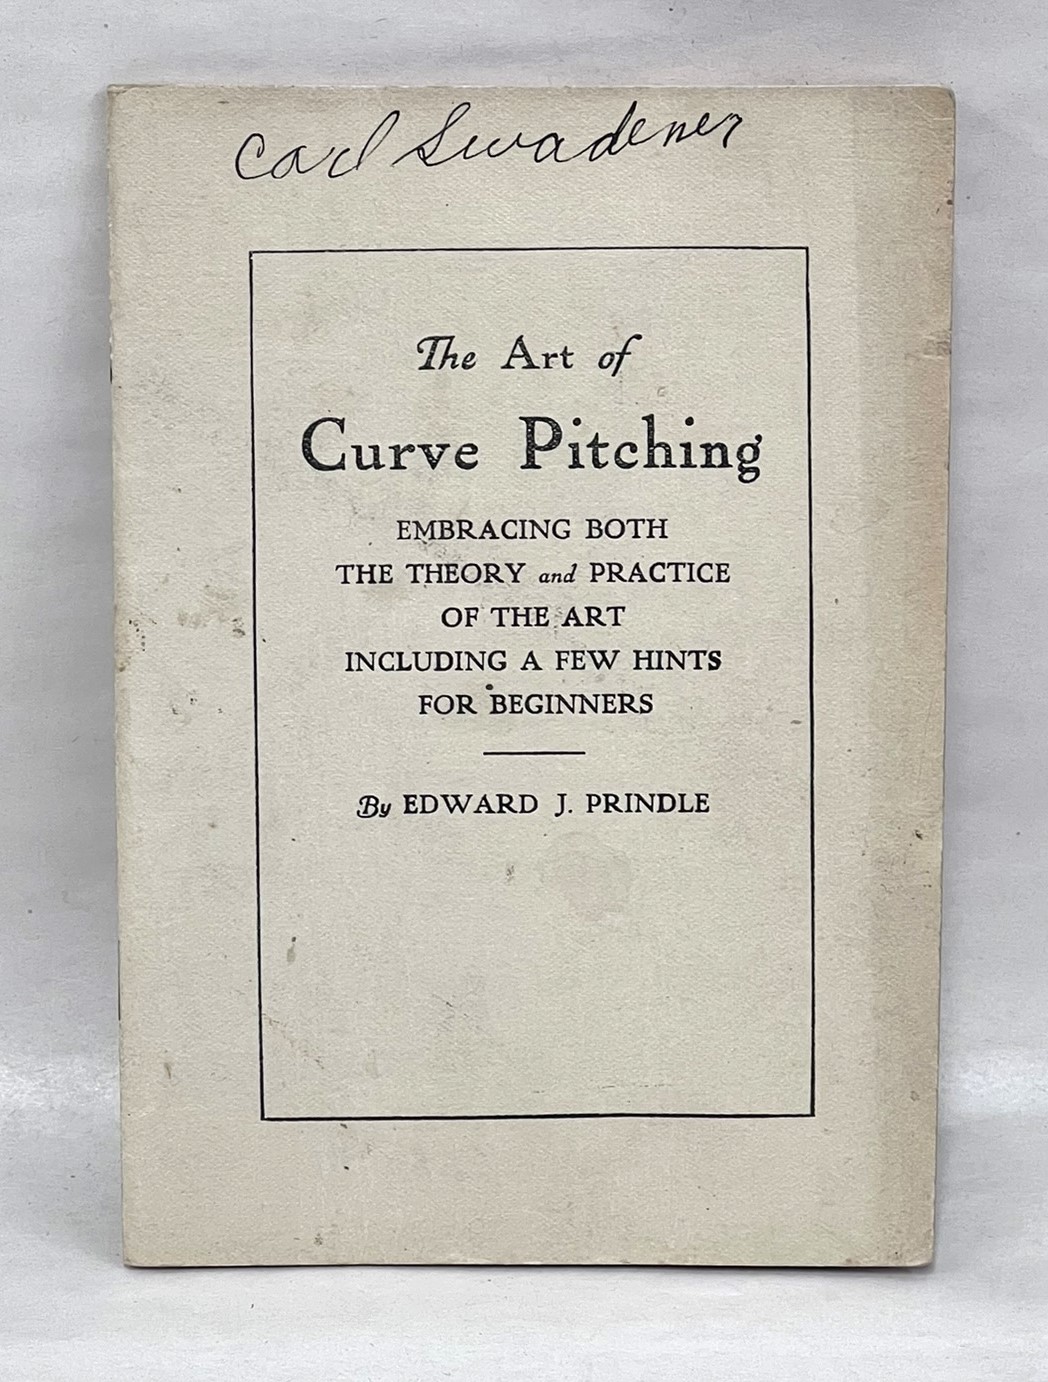 Carl Swadener
The Art of
Curve Pitching
EMBRACING BOTH
THE THEORY and PRACTICE
OF THE ART
INCLUDING A FEW HINTS
FOR BEGINNERS
By EDWARD J. PRINDLE